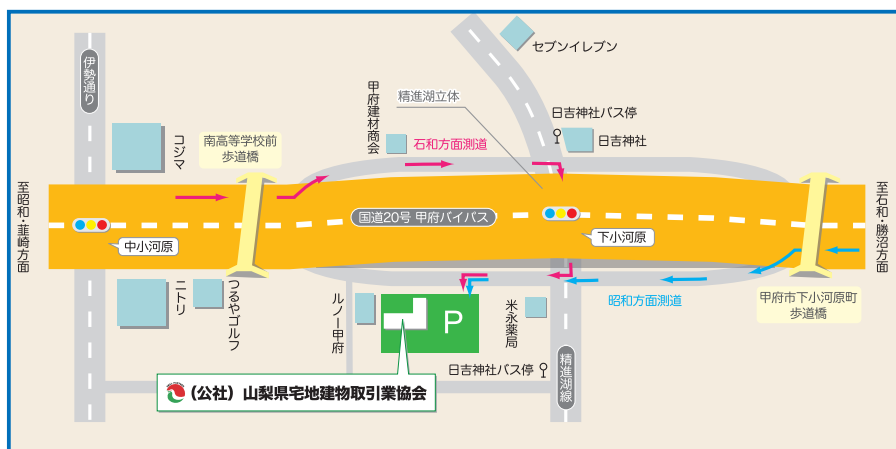 セブンイレブン
伊勢通り
甲府建材商会
精進湖立体
日吉神社バス停
日吉神社
コジマ
南高等学校前
歩道橋
石和方面測道
至昭和・韮崎方面
至石和・勝沼方面
国道20号 甲府バイパス
中小河原
下小河原
ニトリ
つるやゴルフ
ルノー甲府
P
米永薬局
昭和方面測道
甲府市下小河原町
歩道橋
日吉神社バス停
精進湖線
(公社) 山梨県宅地建物取引業協会